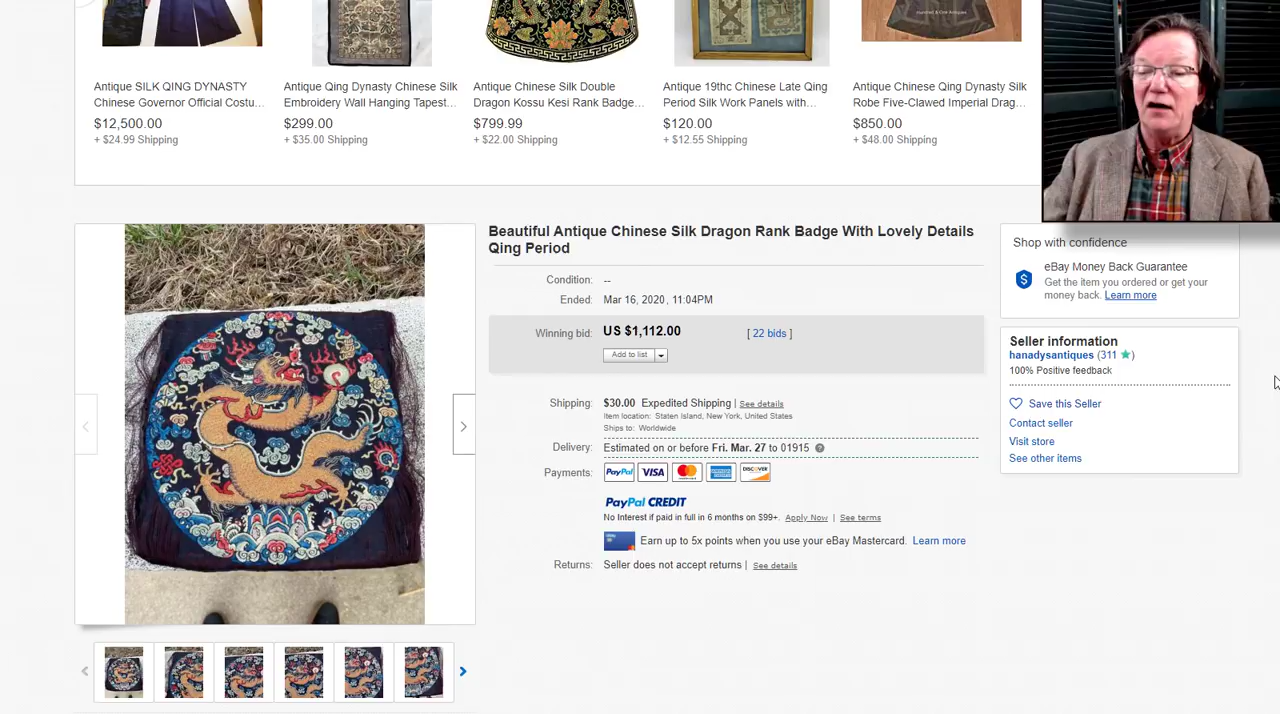 Antique SILK QING DYNASTY
Chinese Governor Official Costu...
$12,500.00
+ $24.99 Shipping
Antique Qing Dynasty Chinese Silk
Embroidery Wall Hanging Tapest...
$299.00
+ $35.00 Shipping
Antique Chinese Silk Double
Dragon Kossu Kesi Rank Badge...
$799.99
+ $22.00 Shipping
Antique 19thc Chinese Late Qing
Period Silk Work Panels with...
$120.00
+ $12.55 Shipping
Antique Chinese Qing Dynasty Silk
Robe Five-Clawed Imperial Drag...
$850.00
+ $48.00 Shipping
Beautiful Antique Chinese Silk Dragon Rank Badge With Lovely Details
Qing Period
Condition: --
Ended: Mar 16, 2020 , 11:04PM
Winning bid: US $1,112.00 [ 22 bids ]
Add to list
Shipping: $30.00 Expedited Shipping | See details
Item location: Staten Island, New York, United States
Ships to: Worldwide
Delivery: Estimated on or before Fri. Mar. 27 to 01915
Payments: PayPal VISA MasterCard AMERICAN EXPRESS DISCOVER
PayPal CREDIT
No Interest if paid in full in 6 months on $99+. Apply Now | See terms
Earn up to 5x points when you use your eBay Mastercard. Learn more
Returns: Seller does not accept returns | See details
Shop with confidence
eBay Money Back Guarantee
Get the item you ordered or get your
money back. Learn more
Seller information
hanadysantiques (311 )
100% Positive feedback
Save this Seller
Contact seller
Visit store
See other items